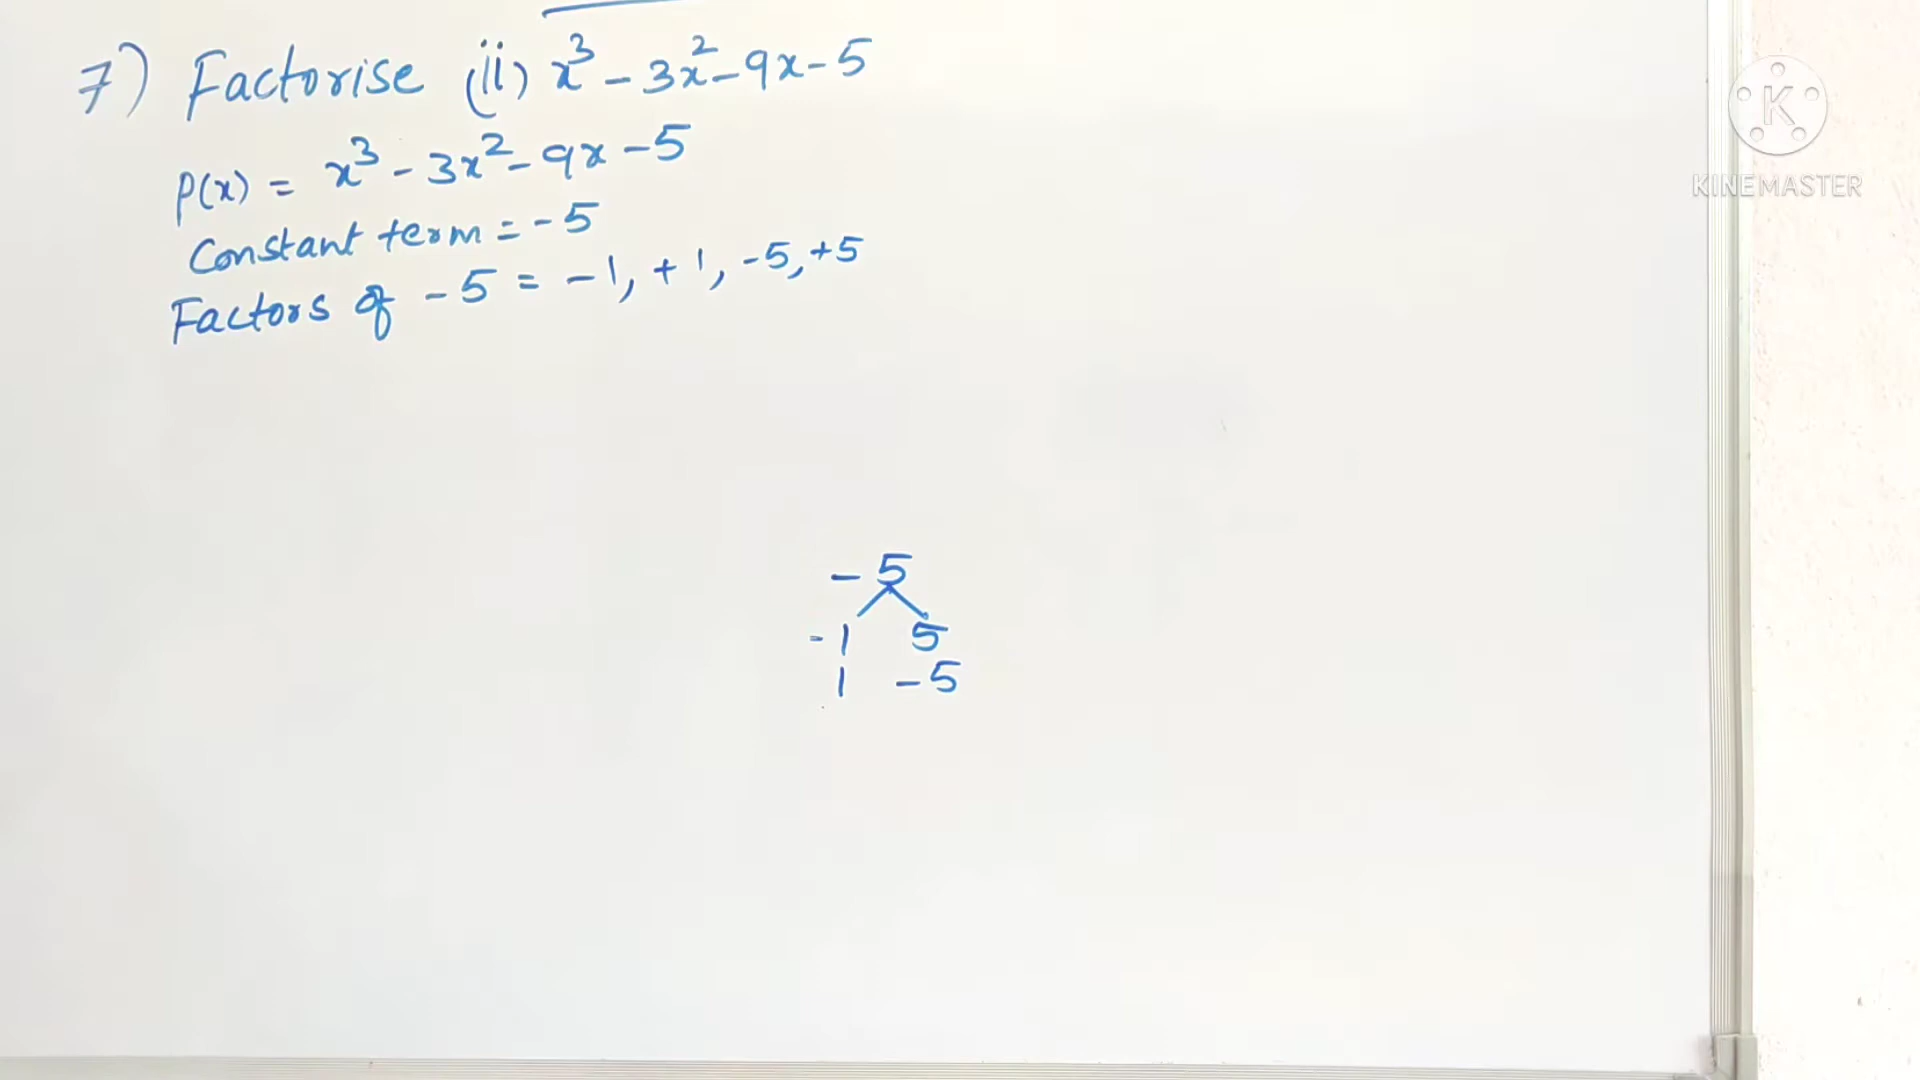 7) Factorise (ii) x³ - 3x² - 9x - 5
P(x) = x³ - 3x² - 9x - 5
Constant term = -5
Factors of -5 = -1, +1, -5, +5
- 5
-1 5
1 -5
K
KINEMASTER